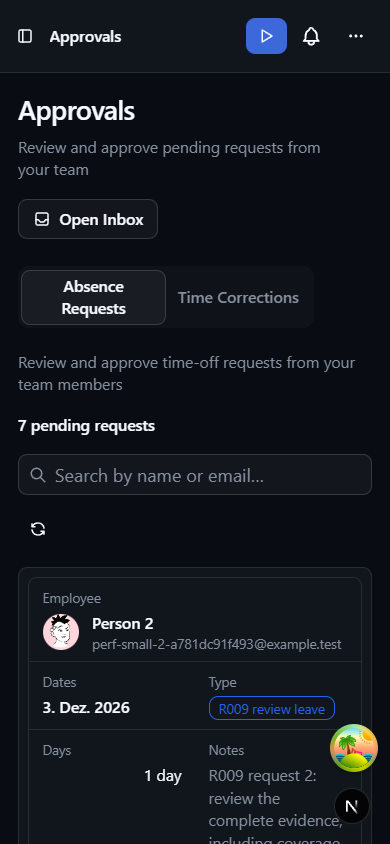 Approvals
Approvals
Review and approve pending requests from
your team
Open Inbox
Absence
Requests
Time Corrections
Review and approve time-off requests from your
team members
7 pending requests
Search by name or email...
Employee
Person 2
perf-small-2-a781dc91f493@example.test
Dates
Type
3. Dez. 2026
R009 review leave
Days
Notes
1 day
R009 request 2:
review the
complete evidence,
including coverage
N